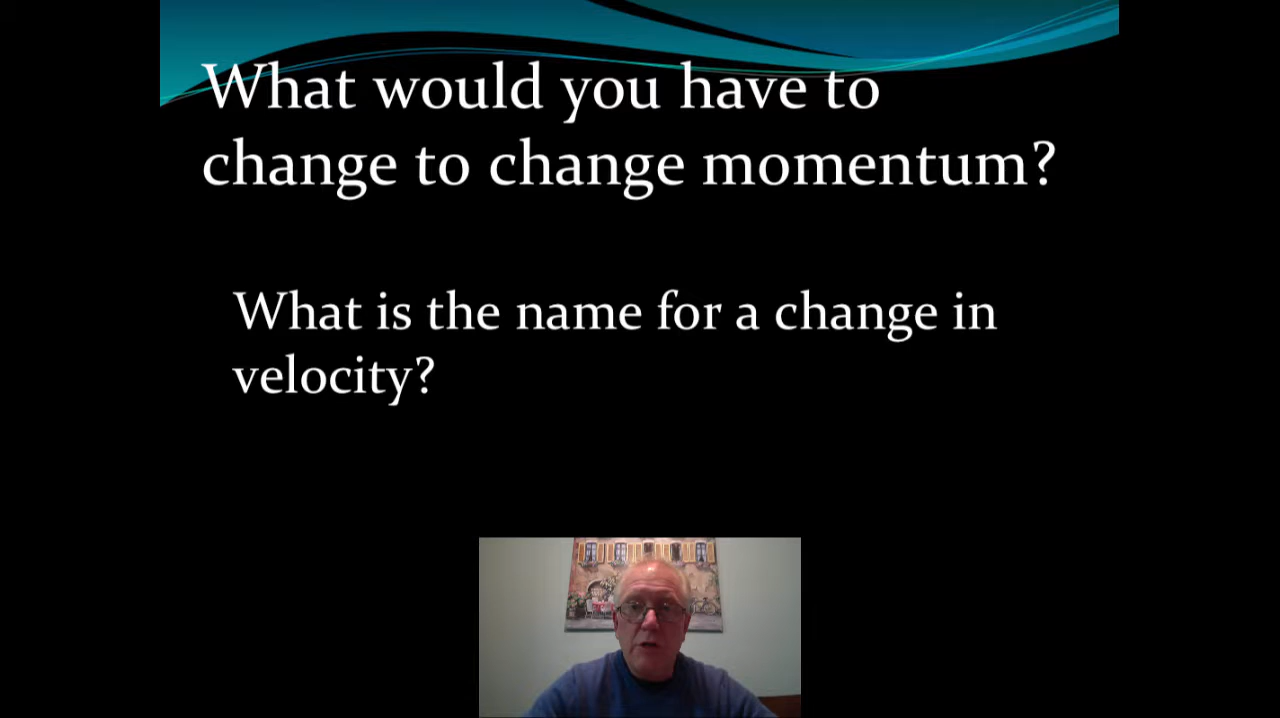 What would you have to
change to change momentum?
What is the name for a change in
velocity?